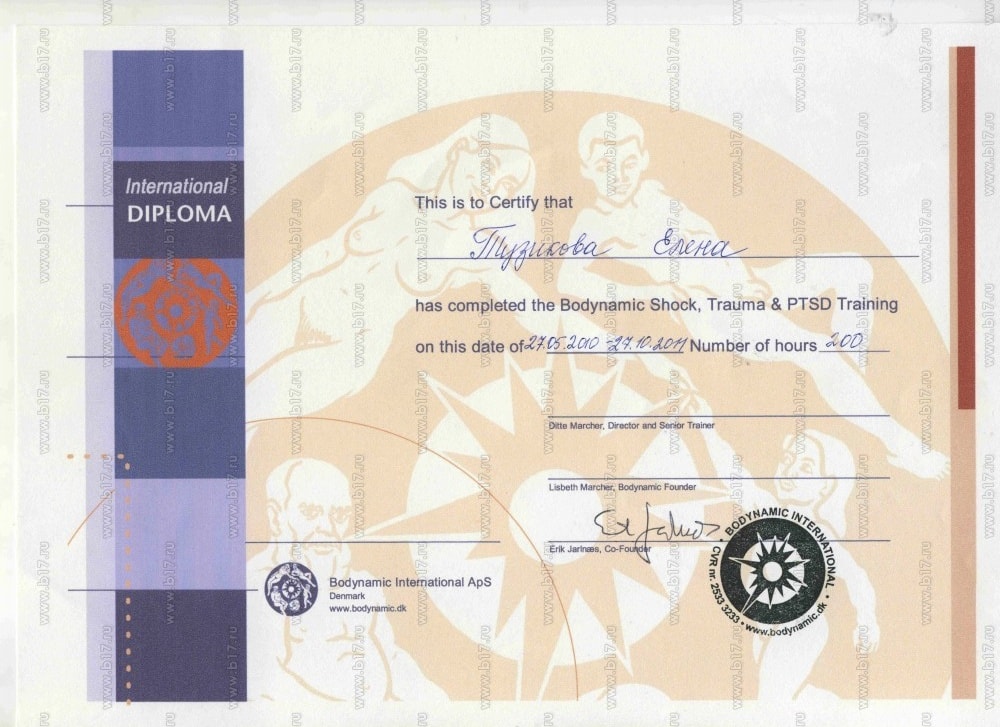 International
DIPLOMA
This is to Certify that
Тузикова Елена
has completed the Bodynamic Shock, Trauma & PTSD Training
on this date of 27.05.2010 - 27.10.2011 Number of hours 200
Ditte Marcher, Director and Senior Trainer
Lisbeth Marcher, Bodynamic Founder
Erik Jarlnæs, Co-Founder
BODYNAMIC INTERNATIONAL • CVR nr. 2533 3233 • www.bodynamic.dk •
Bodynamic International ApS
Denmark
www.bodynamic.dk
www.b17.ru